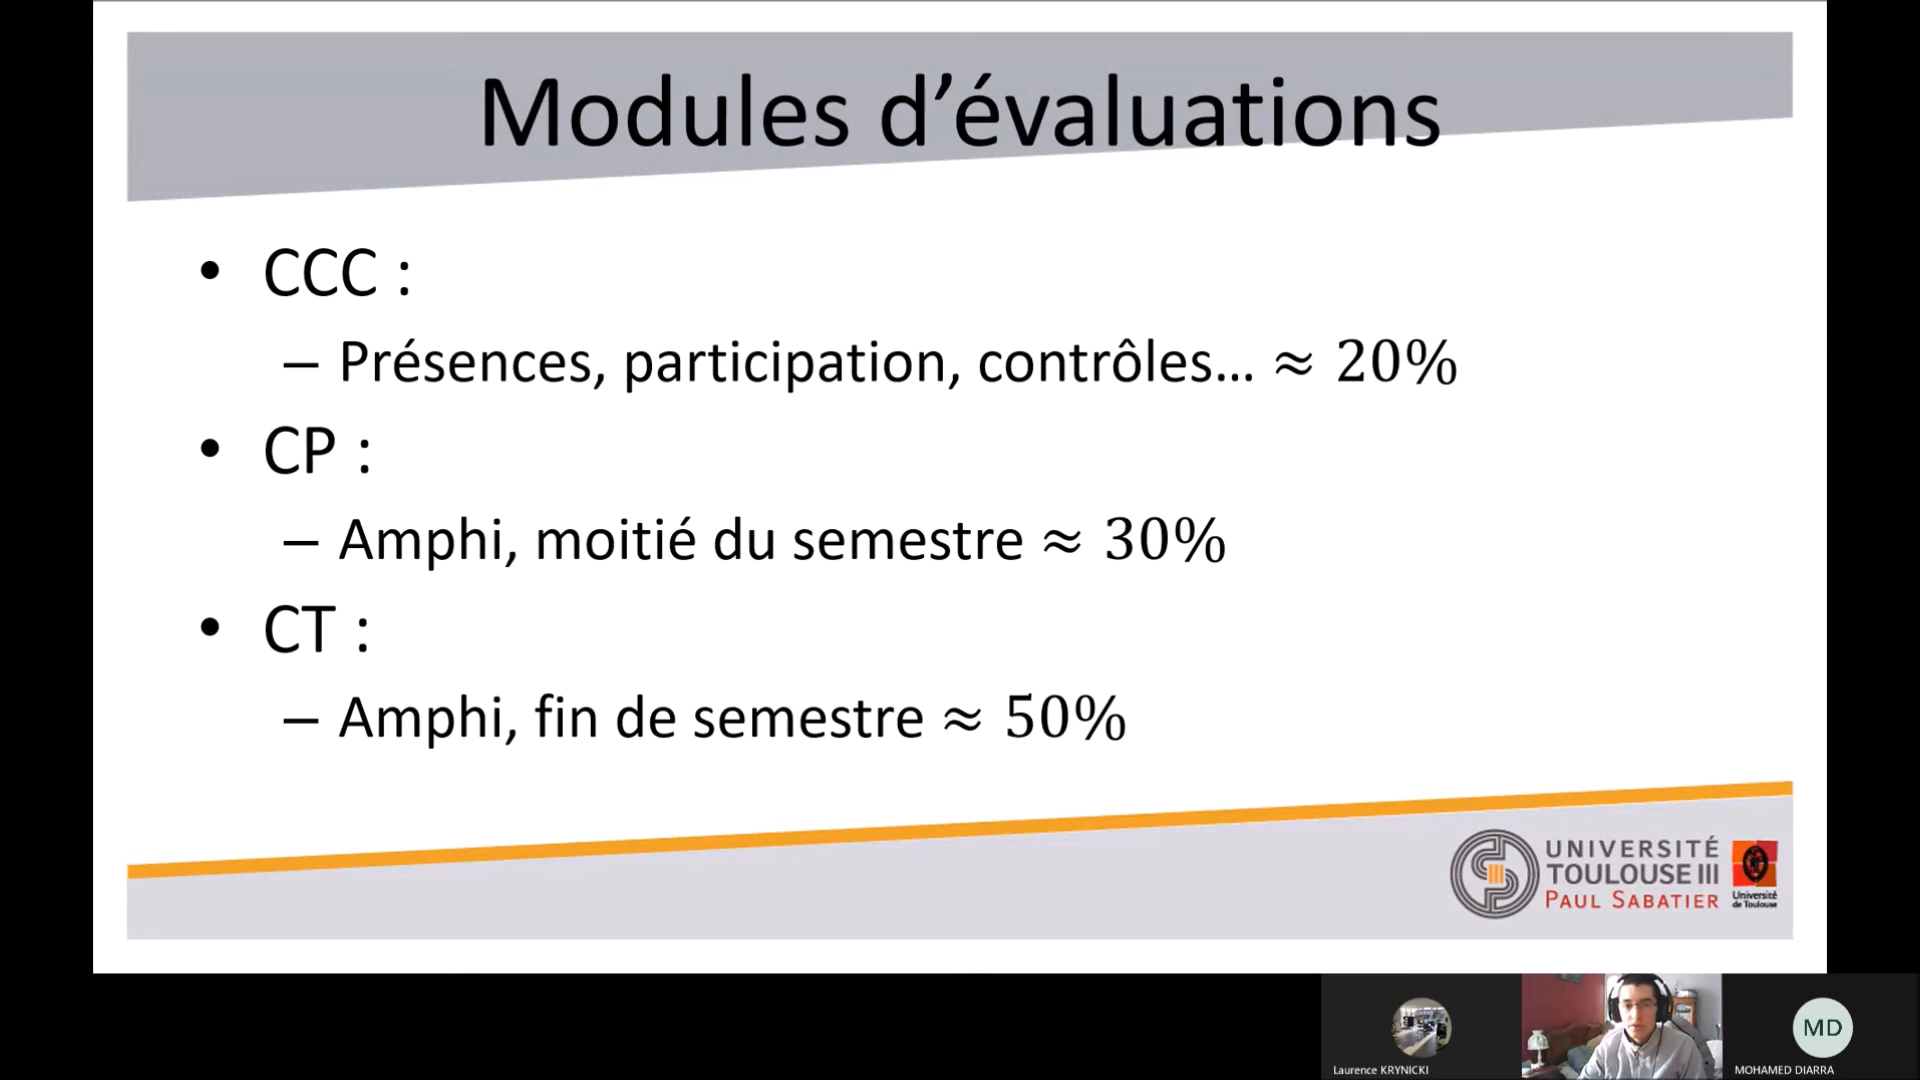 Modules d’évaluations
• CCC :
– Présences, participation, contrôles… ≈ 20%
• CP :
– Amphi, moitié du semestre ≈ 30%
• CT :
– Amphi, fin de semestre ≈ 50%
UNIVERSITÉ
TOULOUSE III
PAUL SABATIER
Université
de Toulouse
Laurence KRYNICKI
MD
MOHAMED DIARRA